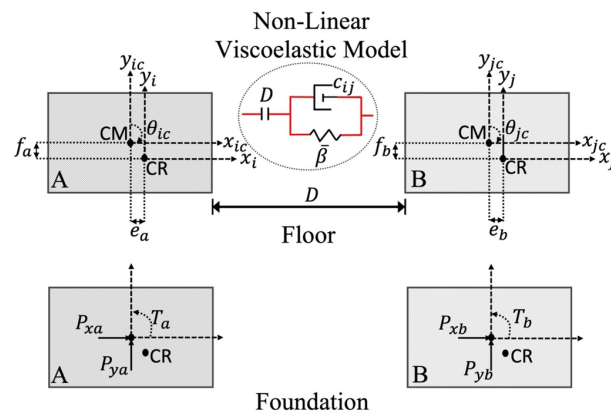 Non-Linear
Viscoelastic Model
y_ic
y_i
CM
θ_ic
x_ic
x_i
CR
f_a
A
e_a
D
c_ij
β̄
y_jc
y_j
CM
θ_jc
x_jc
x_j
CR
f_b
B
e_b
D
Floor
P_xa
T_a
CR
P_ya
A
P_xb
T_b
CR
P_yb
B
Foundation